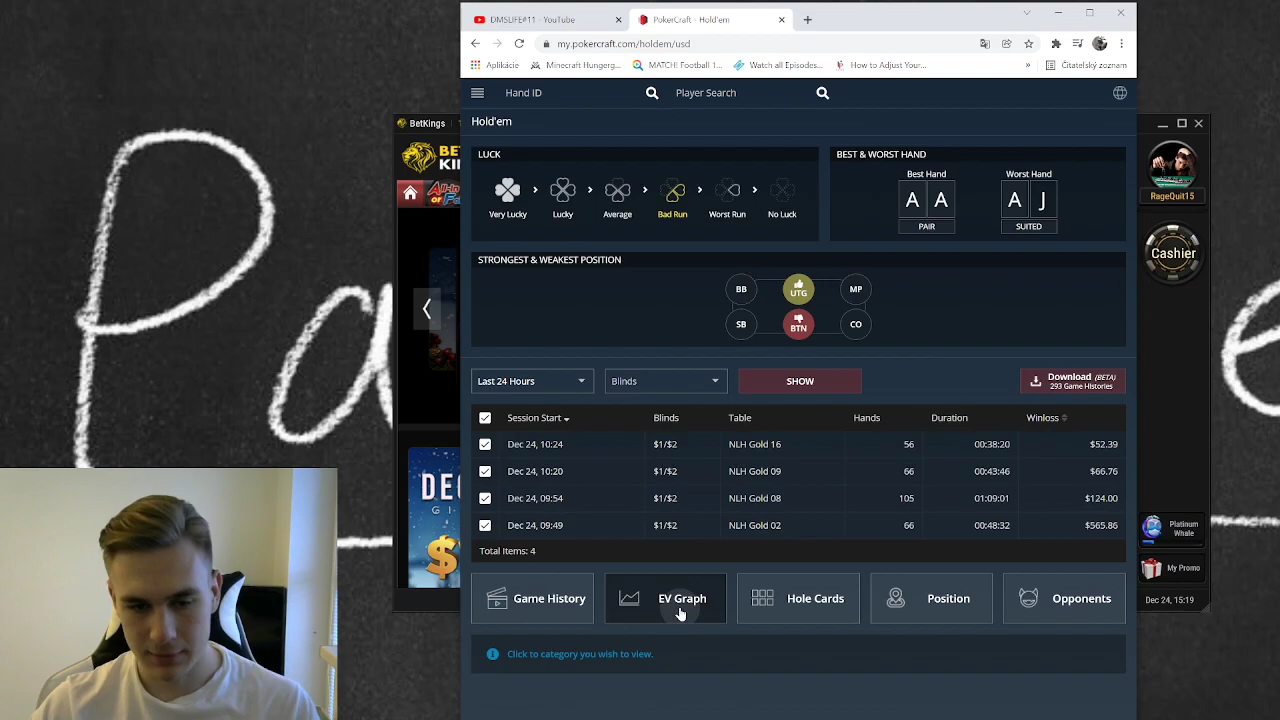 DMSLIFE#11 - YouTube
PokerCraft - Hold'em
my.pokercraft.com/holdem/usd
Aplikácie
Minecraft Hungerg...
MATCH! Football 1...
Watch all Episodes...
How to Adjust Your...
»
Čitateľský zoznam
Hand ID
Player Search
Hold'em
LUCK
Very Lucky
Lucky
Average
Bad Run
Worst Run
No Luck
BEST & WORST HAND
Best Hand
A A
PAIR
Worst Hand
A J
SUITED
STRONGEST & WEAKEST POSITION
BB
UTG
MP
SB
BTN
CO
Last 24 Hours
Blinds
SHOW
Download (BETA)
293 Game Histories
Session Start Blinds Table Hands Duration Winloss
Dec 24, 10:24 $1/$2 NLH Gold 16 56 00:38:20 $52.39
Dec 24, 10:20 $1/$2 NLH Gold 09 66 00:43:46 $66.76
Dec 24, 09:54 $1/$2 NLH Gold 08 105 01:09:01 $124.00
Dec 24, 09:49 $1/$2 NLH Gold 02 66 00:48:32 $565.86
Total Items: 4
Game History
EV Graph
Hole Cards
Position
Opponents
Click to category you wish to view.
BetKings
All-in
or
RageQuit15
Cashier
Platinum
Whale
My Promo
Dec 24, 15:19
P